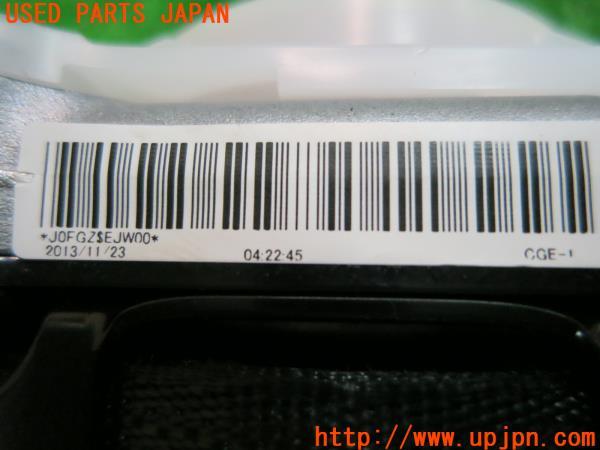 USED PARTS JAPAN
*J0FGZ$EJW00*
2013/11/23 04:22:45 CGE-1
http://www.upjpn.com